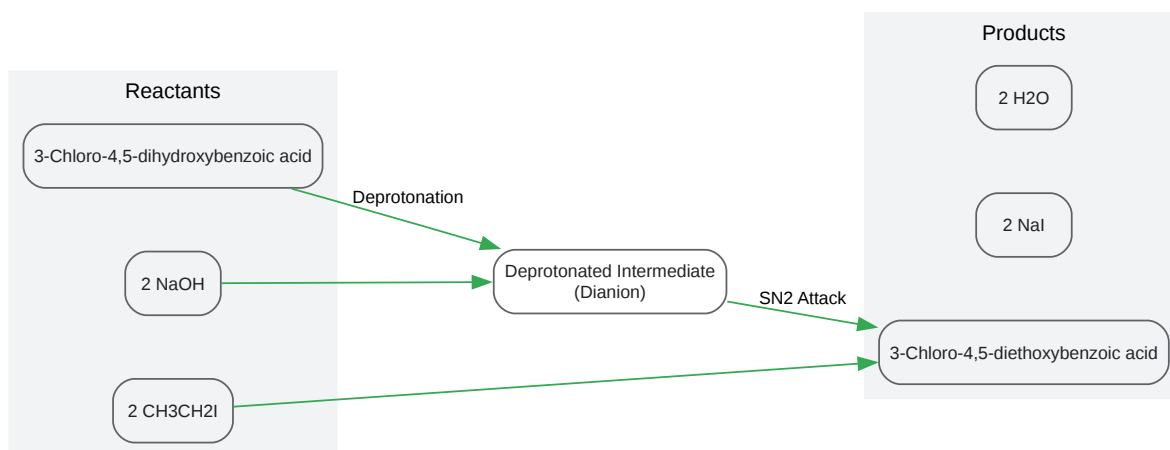 Reactants
3-Chloro-4,5-dihydroxybenzoic acid
2 NaOH
2 CH3CH2I
Deprotonation
Deprotonated Intermediate
(Dianion)
SN2 Attack
Products
2 H2O
2 NaI
3-Chloro-4,5-diethoxybenzoic acid